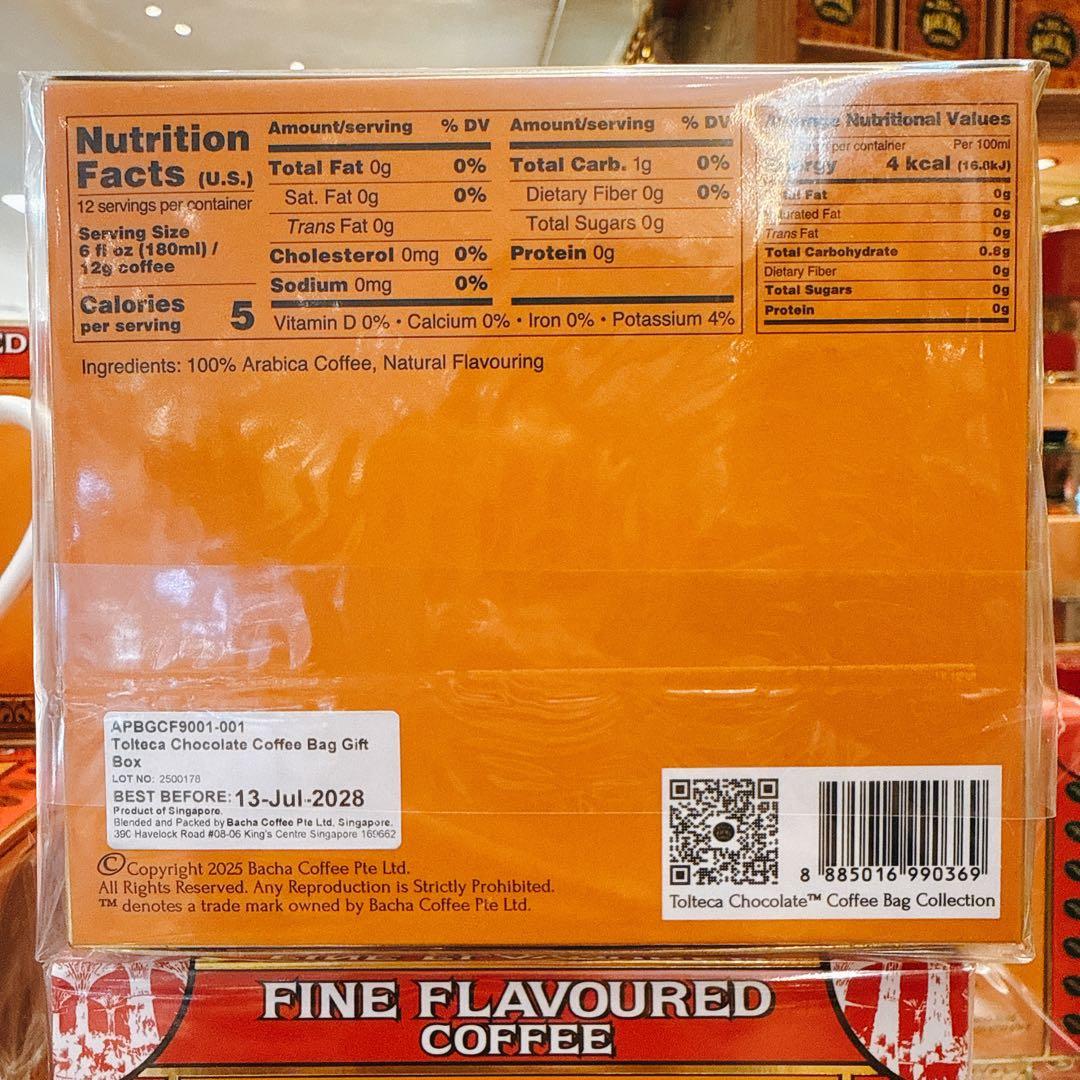 Nutrition
Facts (U.S.)
12 servings per container
Serving Size
6 fl oz (180ml) /
12g coffee
Calories
per serving 5
Amount/serving % DV
Total Fat 0g 0%
Sat. Fat 0g 0%
Trans Fat 0g
Cholesterol 0mg 0%
Sodium 0mg 0%
Amount/serving % DV
Total Carb. 1g 0%
Dietary Fiber 0g 0%
Total Sugars 0g
Protein 0g
Vitamin D 0% • Calcium 0% • Iron 0% • Potassium 4%
Nutritional Values
per container Per 100ml
4 kcal (16.8kJ)
Fat 0g
Fat 0g
Trans Fat 0g
Total Carbohydrate 0.8g
Dietary Fiber 0g
Total Sugars 0g
Protein 0g
Ingredients: 100% Arabica Coffee, Natural Flavouring
APBGCF9001-001
Tolteca Chocolate Coffee Bag Gift
Box
LOT NO: 2500178
BEST BEFORE: 13-Jul-2028
Product of Singapore.
Blended and Packed by Bacha Coffee Pte Ltd, Singapore.
390 Havelock Road #08-06 King's Centre Singapore 169662
© Copyright 2025 Bacha Coffee Pte Ltd.
All Rights Reserved. Any Reproduction is Strictly Prohibited.
™ denotes a trade mark owned by Bacha Coffee Pte Ltd.
8 885016 990369
Tolteca Chocolate™ Coffee Bag Collection
FINE FLAVOURED
COFFEE